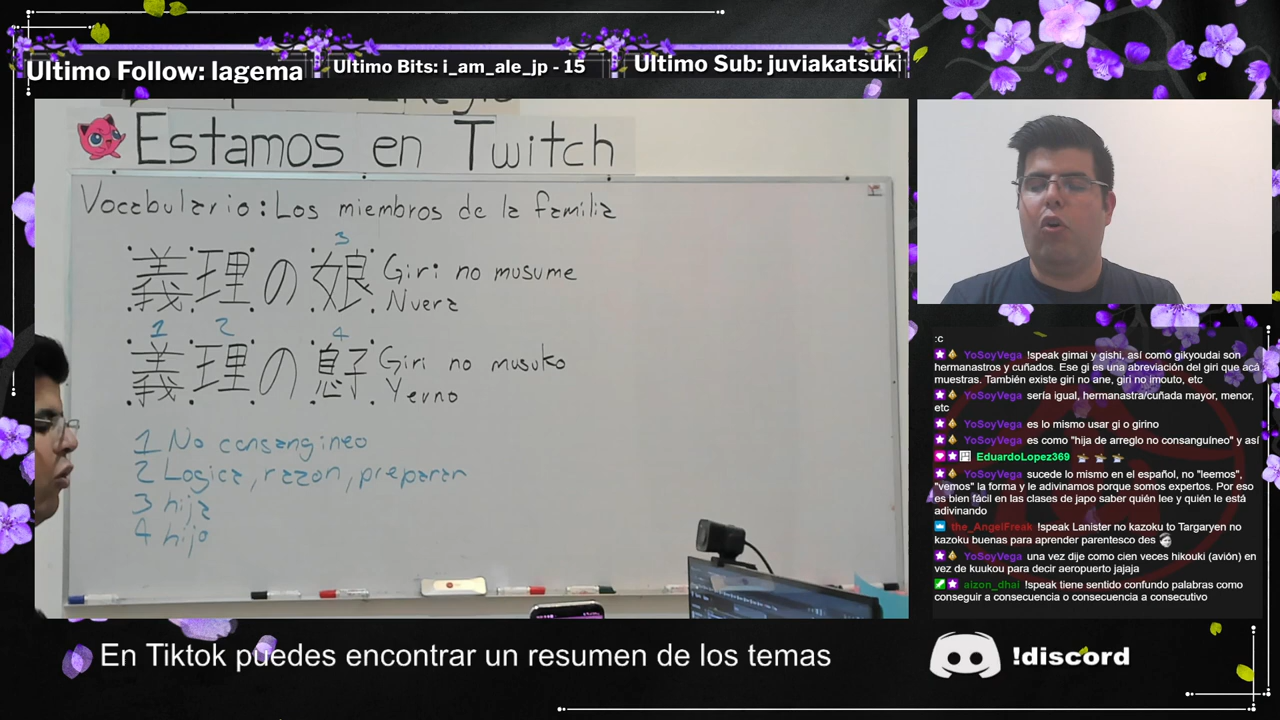 Ultimo Follow: lagema
Ultimo Bits: i_am_ale_jp - 15
Ultimo Sub: juviakatsuki
Estamos en Twitch
Vocabulario: Los miembros de la familia
3
義理の娘 Giri no musume
Nuera
1 2 4
義理の息子 Giri no musuko
Yerno
1 No consangineo
2 Logica, razon, preparar
3 hija
4 hijo
:c
YoSoyVega !speak gimai y gishi, así como gikyoudai son
hermanastros y cuñados. Ese gi es una abreviación del giri que acá
muestras. También existe giri no ane, giri no imouto, etc
YoSoyVega sería igual, hermanastra/cuñada mayor, menor,
etc
YoSoyVega es lo mismo usar gi o girino
YoSoyVega es como "hija de arreglo no consanguíneo" y así
EduardoLopez369
YoSoyVega sucede lo mismo en el español, no "leemos",
"vemos" la forma y le adivinamos porque somos expertos. Por eso
es bien fácil en las clases de japo saber quién lee y quién le está
adivinando
the_AngelFreak !speak Lanister no kazoku to Targaryen no
kazoku buenas para aprender parentesco des
YoSoyVega una vez dije como cien veces hikouki (avión) en
vez de kuukou para decir aeropuerto jajaja
aizon_dhai !speak tiene sentido confundo palabras como
conseguir a consecuencia o consecuencia a consecutivo
En Tiktok puedes encontrar un resumen de los temas
!discord